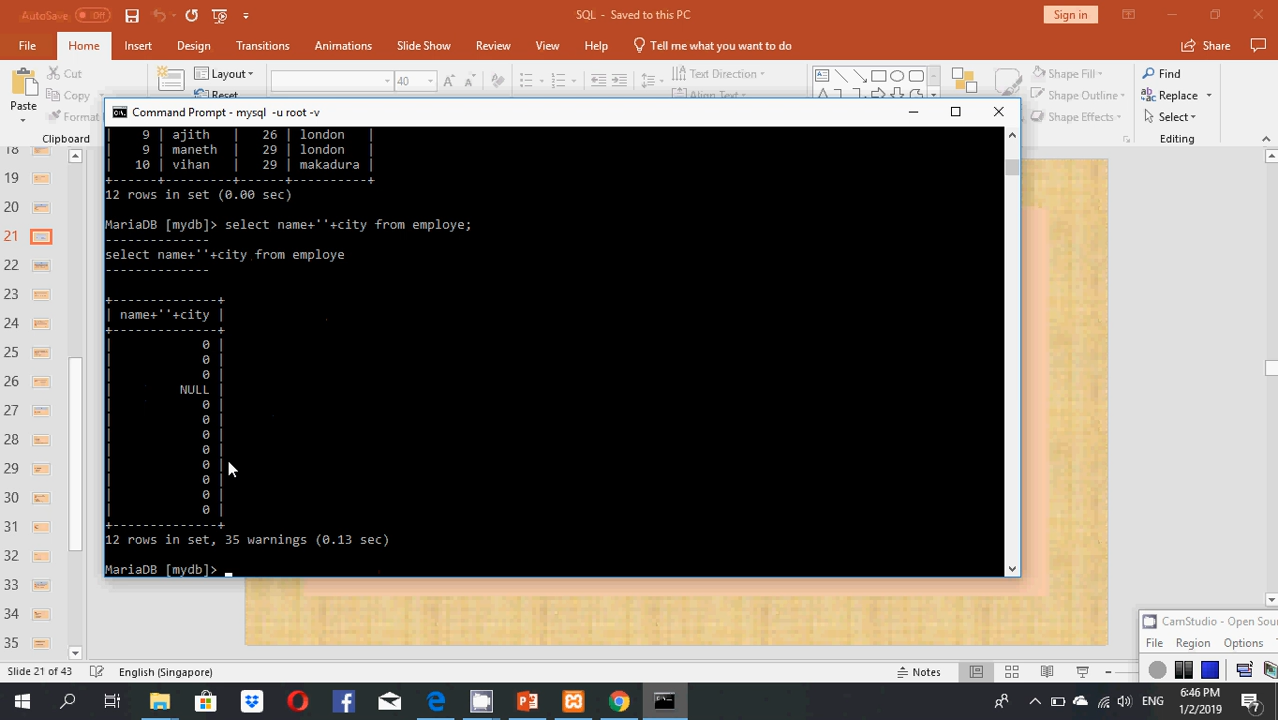 AutoSave Off SQL - Saved to this PC Sign in
File Home Insert Design Transitions Animations Slide Show Review View Help Tell me what you want to do Share
Cut Layout 40 Text Direction Shape Fill Find
Paste Copy Reset Shape Outline Replace
Format Shape Effects Select
Clipboard Editing
Command Prompt - mysql -u root -v
| 9 | ajith | 26 | london |
| 9 | maneth | 29 | london |
| 10 | vihan | 29 | makadura |
+------+---------+------+----------+
12 rows in set (0.00 sec)
MariaDB [mydb]> select name+''+city from employe;
--------------
select name+''+city from employe
--------------
+--------------+
| name+''+city |
+--------------+
| 0 |
| 0 |
| 0 |
| NULL |
| 0 |
| 0 |
| 0 |
| 0 |
| 0 |
| 0 |
| 0 |
| 0 |
+--------------+
12 rows in set, 35 warnings (0.13 sec)
MariaDB [mydb]>
18
19
20
21
22
23
24
25
26
27
28
29
30
31
32
33
34
35
CamStudio - Open Sou
File Region Options
Slide 21 of 43 English (Singapore) Notes
ENG 6:46 PM
1/2/2019 7